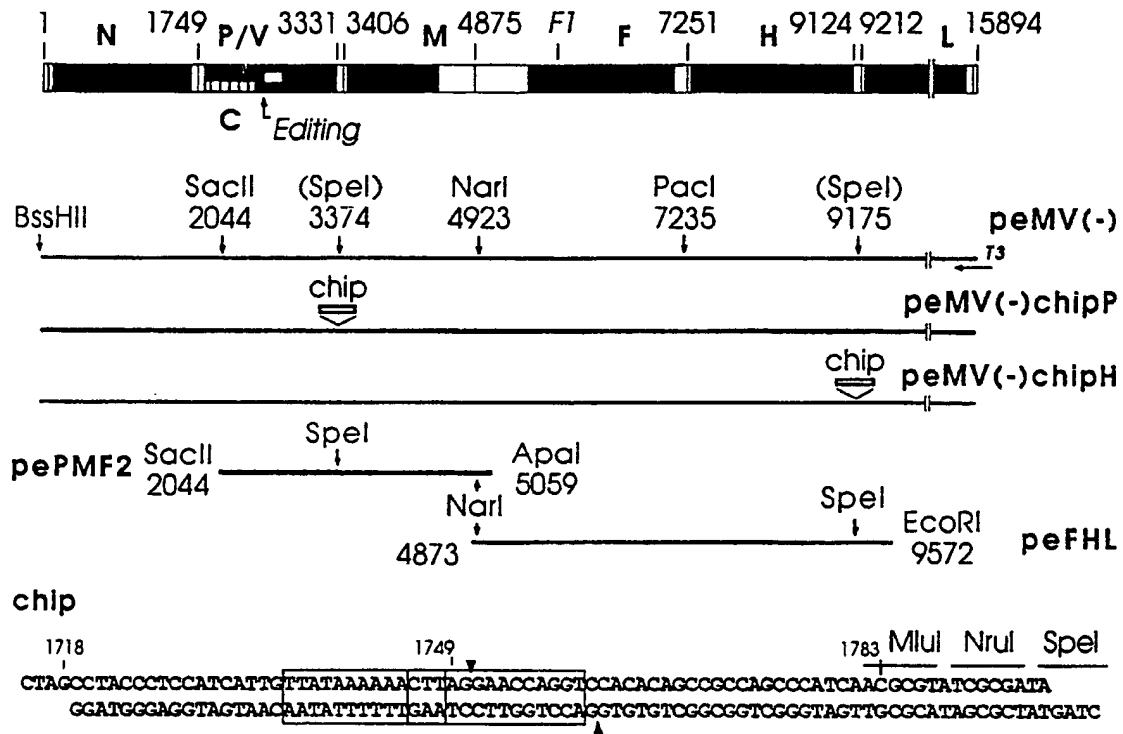 1 N 1749 P/V 3331 3406 M 4875 F1 F 7251 H 9124 9212 L 15894
C Editing
SacII (SpeI) NarI PacI (SpeI)
BssHII 2044 3374 4923 7235 9175 peMV(-)
T3
chip
peMV(-)chipP
chip
peMV(-)chipH
SpeI
pePMF2 SacII ApaI
2044 5059
NarI
SpeI
EcoRI
4873 9572 peFHL
chip
1718 1749 1783 MluI NruI SpeI
CTAGCCTACCCTCCATCATTGTTATAAAAAACTTAGGAACCAGGTCCACACAGCCGCCAGCCCATCAACGCGTATCGCGATA
GGATGGGAGGTAGTAACAATATTTTTTGAATCCTTGGTCCAGGTGTGTCGGCGGTCGGGTAGTTGCGCATAGCGCTATGATC